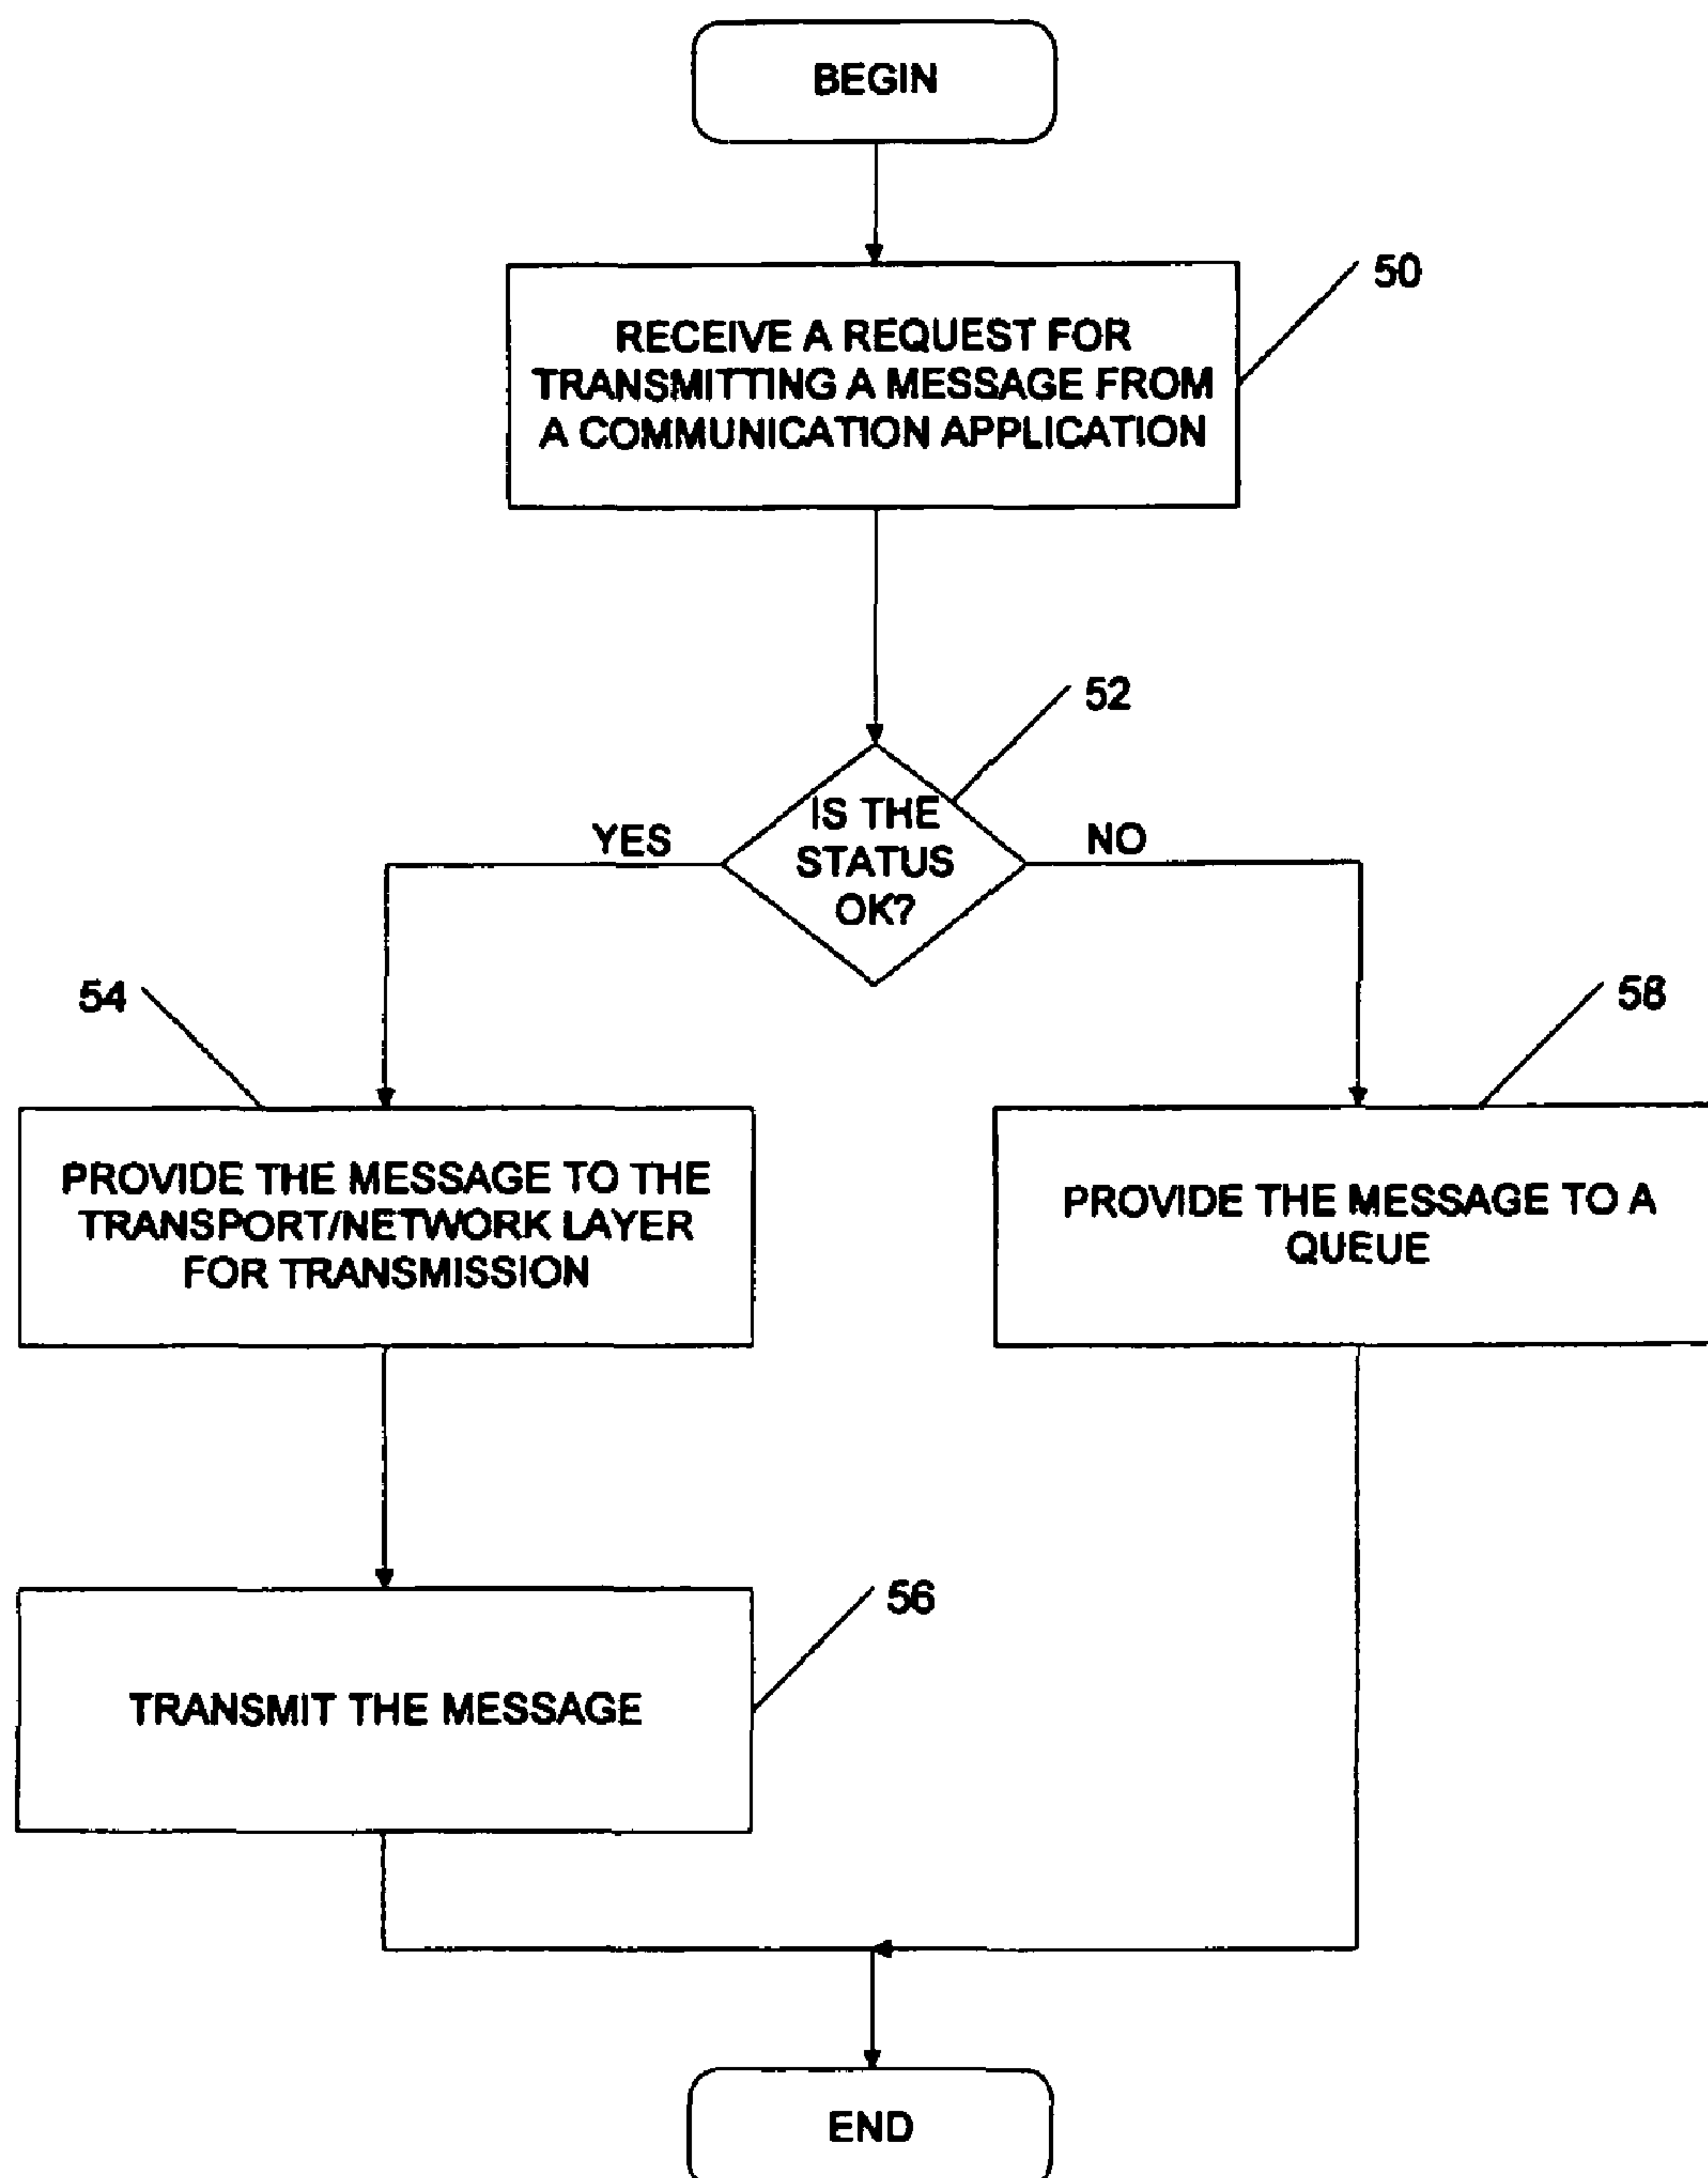 BEGIN
50
RECEIVE A REQUEST FOR
TRANSMITTING A MESSAGE FROM
A COMMUNICATION APPLICATION
52
IS THE
STATUS
OK?
YES
NO
54
58
PROVIDE THE MESSAGE TO THE
TRANSPORT/NETWORK LAYER
FOR TRANSMISSION
PROVIDE THE MESSAGE TO A
QUEUE
56
TRANSMIT THE MESSAGE
END